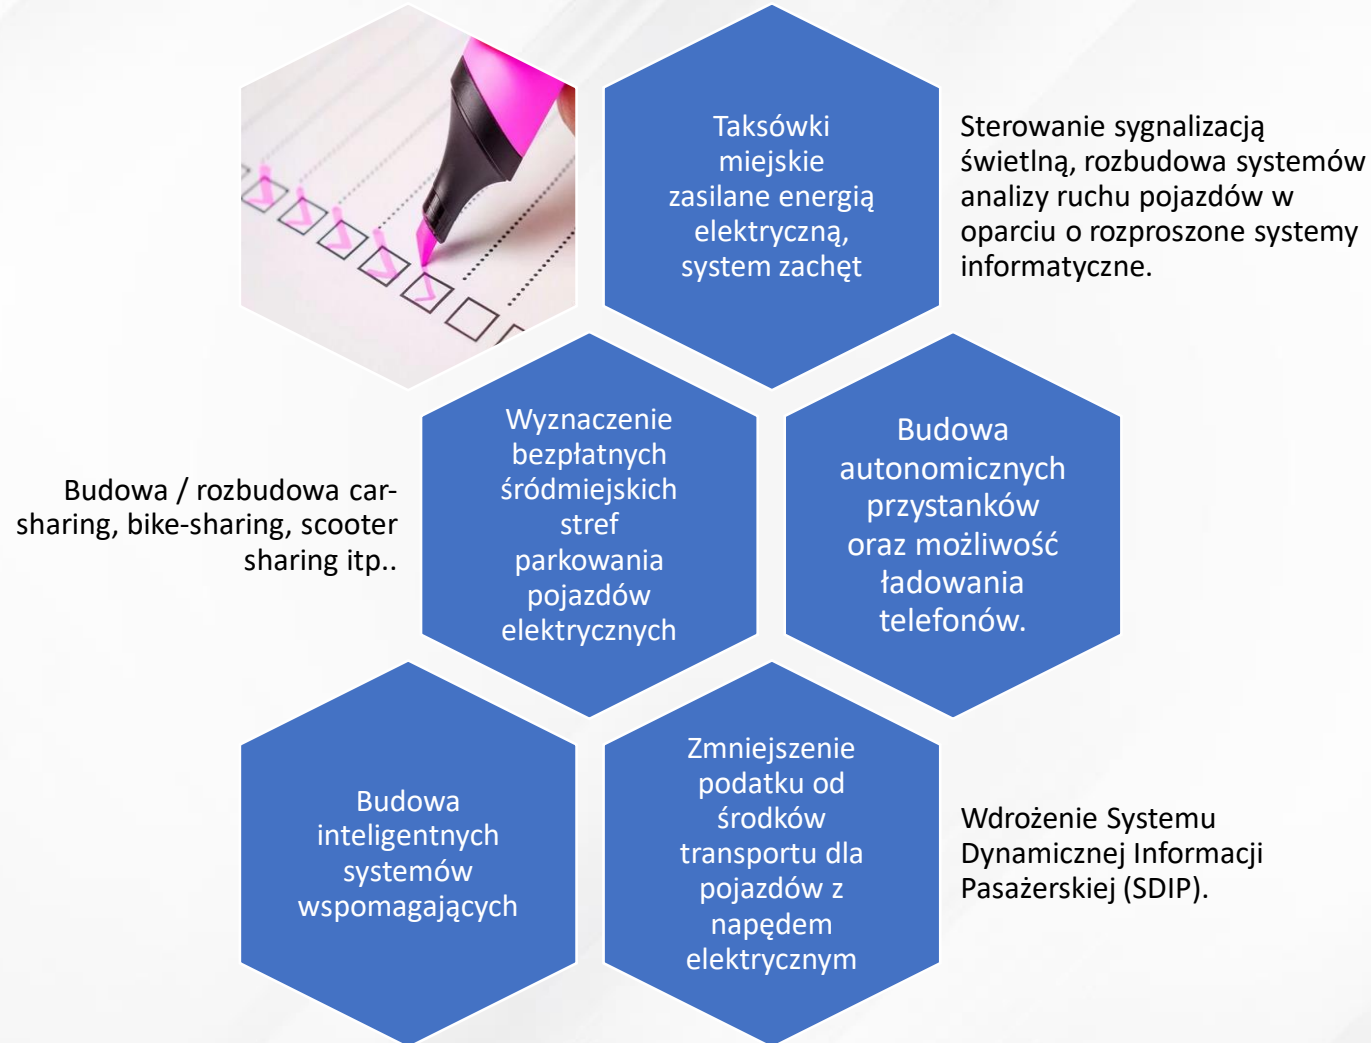 Taksówki
miejskie
zasilane energią
elektryczną,
system zachęt
Sterowanie sygnalizacją
świetlną, rozbudowa systemów
analizy ruchu pojazdów w
oparciu o rozproszone systemy
informatyczne.
Budowa / rozbudowa car-
sharing, bike-sharing, scooter
sharing itp..
Wyznaczenie
bezpłatnych
śródmiejskich
stref
parkowania
pojazdów
elektrycznych
Budowa
autonomicznych
przystanków
oraz możliwość
ładowania
telefonów.
Budowa
inteligentnych
systemów
wspomagających
Zmniejszenie
podatku od
środków
transportu dla
pojazdów z
napędem
elektrycznym
Wdrożenie Systemu
Dynamicznej Informacji
Pasażerskiej (SDIP).